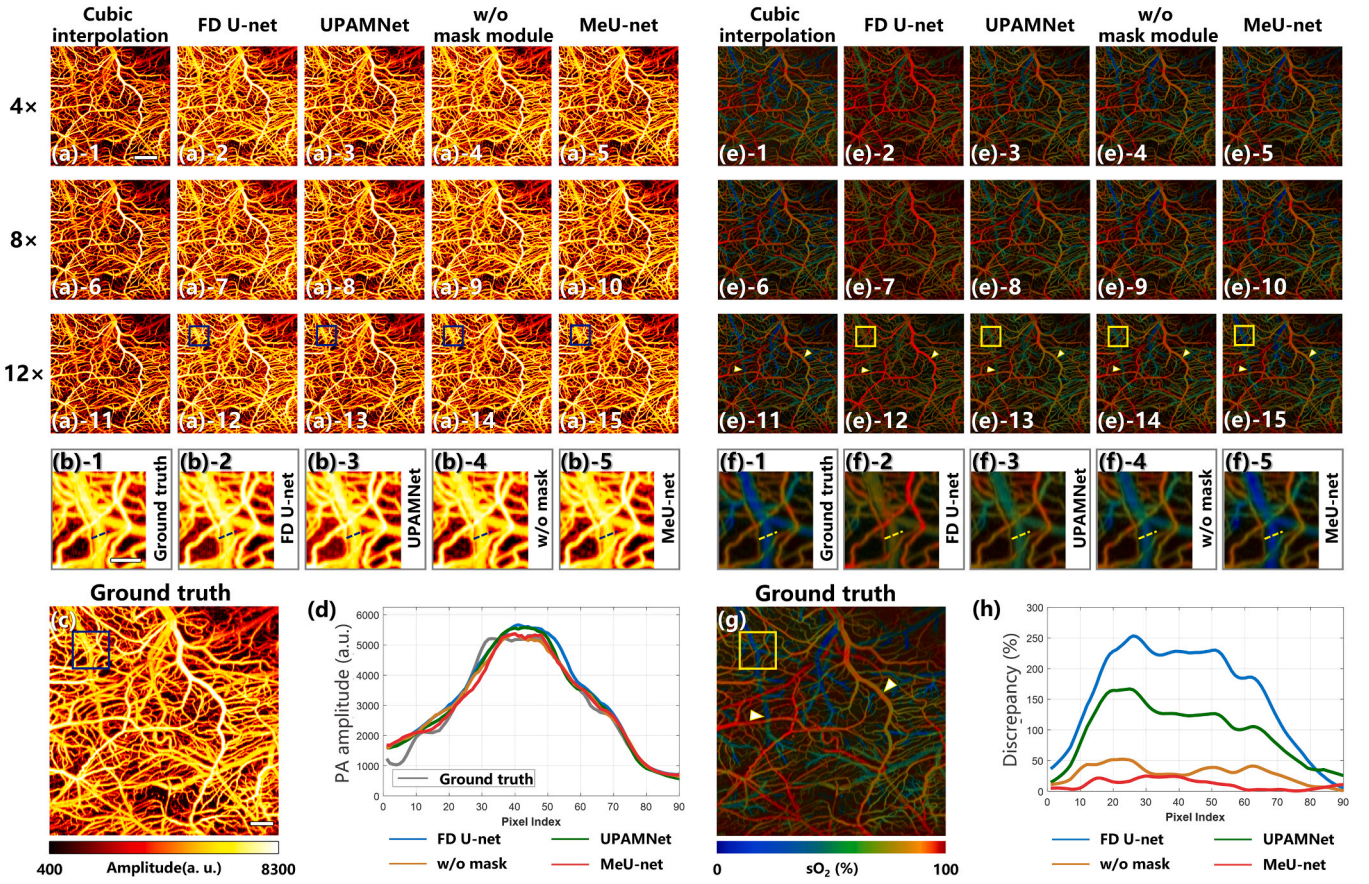 Cubic interpolation FD U-net UPAMNet w/o mask module MeU-net
Cubic interpolation FD U-net UPAMNet w/o mask module MeU-net
4×
(a)-1 (a)-2 (a)-3 (a)-4 (a)-5
(e)-1 (e)-2 (e)-3 (e)-4 (e)-5
8×
(a)-6 (a)-7 (a)-8 (a)-9 (a)-10
(e)-6 (e)-7 (e)-8 (e)-9 (e)-10
12×
(a)-11 (a)-12 (a)-13 (a)-14 (a)-15
(e)-11 (e)-12 (e)-13 (e)-14 (e)-15
(b)-1 Ground truth
(b)-2 FD U-net
(b)-3 UPAMNet
(b)-4 w/o mask
(b)-5 MeU-net
(f)-1 Ground truth
(f)-2 FD U-net
(f)-3 UPAMNet
(f)-4 w/o mask
(f)-5 MeU-net
Ground truth
(c)
400 Amplitude(a. u.) 8300
(d)
PA amplitude (a.u.)
6000
5000
4000
3000
2000
1000
0
Ground truth
0 10 20 30 40 50 60 70 80 90
Pixel Index
FD U-net UPAMNet
w/o mask MeU-net
Ground truth
(g)
0 sO₂ (%) 100
(h)
Discrepancy (%)
300
250
200
150
100
50
0
0 10 20 30 40 50 60 70 80 90
Pixel Index
FD U-net UPAMNet
w/o mask MeU-net